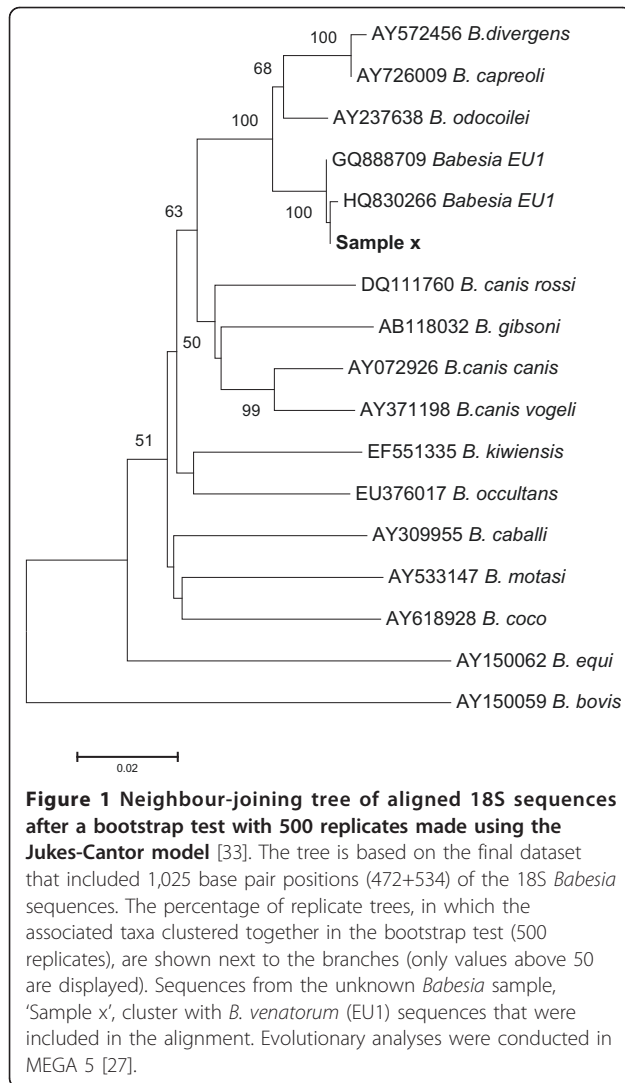 100
AY572456 B.divergens
AY726009 B. capreoli
68
AY237638 B. odocoilei
100
GQ888709 Babesia EU1
HQ830266 Babesia EU1
100
Sample x
63
DQ111760 B. canis rossi
AB118032 B. gibsoni
50
AY072926 B.canis canis
99
AY371198 B.canis vogeli
51
EF551335 B. kiwiensis
EU376017 B. occultans
AY309955 B. caballi
AY533147 B. motasi
AY618928 B. coco
AY150062 B. equi
AY150059 B. bovis
0.02
Figure 1 Neighbour-joining tree of aligned 18S sequences
after a bootstrap test with 500 replicates made using the
Jukes-Cantor model [33]. The tree is based on the final dataset
that included 1,025 base pair positions (472+534) of the 18S Babesia
sequences. The percentage of replicate trees, in which the
associated taxa clustered together in the bootstrap test (500
replicates), are shown next to the branches (only values above 50
are displayed). Sequences from the unknown Babesia sample,
‘Sample x’, cluster with B. venatorum (EU1) sequences that were
included in the alignment. Evolutionary analyses were conducted in
MEGA 5 [27].